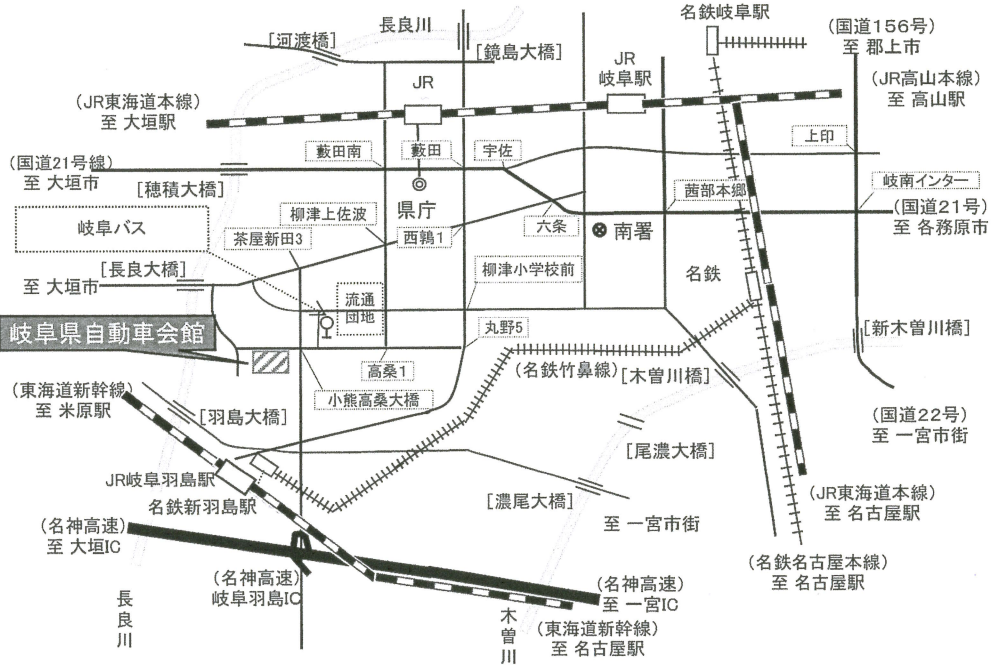 名鉄岐阜駅
長良川
[河渡橋]
[鏡島大橋]
(国道156号)
至 郡上市
JR
JR
岐阜駅
(JR東海道本線)
至 大垣駅
(JR高山本線)
至 高山駅
藪田南
藪田
宇佐
上印
(国道21号線)
至 大垣市
[穂積大橋]
県庁
茜部本郷
岐南インター
(国道21号)
至 各務原市
岐阜バス
柳津上佐波
茶屋新田3
西鶉1
六条
南署
[長良大橋]
至 大垣市
柳津小学校前
名鉄
流通
団地
岐阜県自動車会館
丸野5
[新木曽川橋]
高桑1
(名鉄竹鼻線)
[木曽川橋]
(東海道新幹線)
至 米原駅
小熊高桑大橋
[羽島大橋]
(国道22号)
至 一宮市街
[尾濃大橋]
JR岐阜羽島駅
名鉄新羽島駅
[濃尾大橋]
(JR東海道本線)
至 名古屋駅
至 一宮市街
(名神高速)
至 大垣IC
(名鉄名古屋本線)
至 名古屋駅
(名神高速)
岐阜羽島IC
(名神高速)
至 一宮IC
長良川
木曽川
(東海道新幹線)
至 名古屋駅